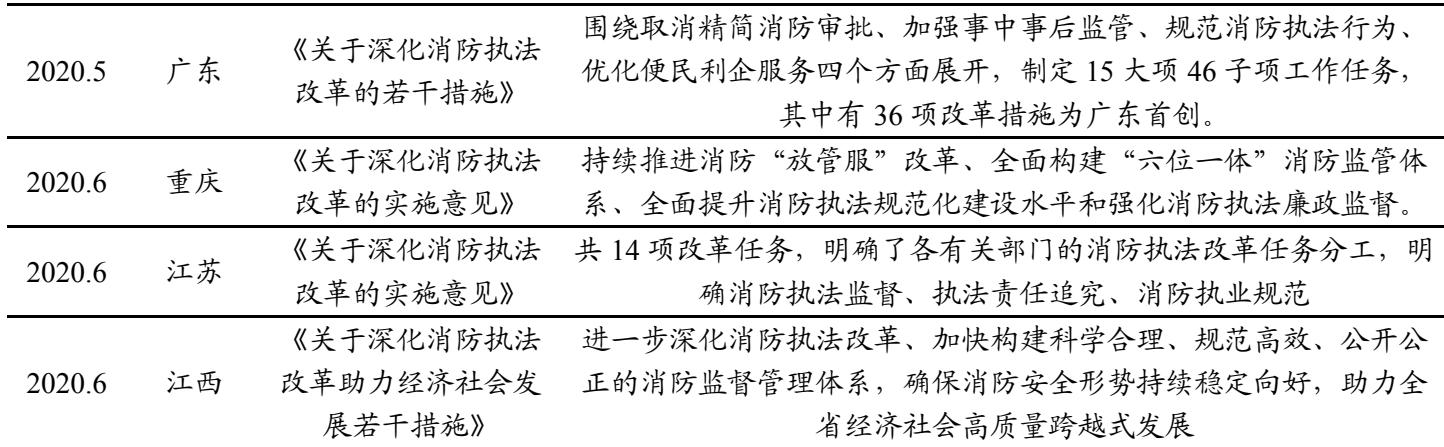 围绕取消精简消防审批、加强事中事后监管、规范消防执法行为、
2020.5 广东 《关于深化消防执法改革的若干措施》 优化便民利企服务四个方面展开，制定 15 大项 46 子项工作任务，
其中有 36 项改革措施为广东首创。
2020.6 重庆 《关于深化消防执法 持续推进消防“放管服”改革、全面构建“六位一体”消防监管体
改革的实施意见》 系、全面提升消防执法规范化建设水平和强化消防执法廉政监督。
2020.6 江苏 《关于深化消防执法 共 14 项改革任务，明确了各有关部门的消防执法改革任务分工，明
改革的实施意见》 确消防执法监督、执法责任追究、消防执业规范
《关于深化消防执法 进一步深化消防执法改革、加快构建科学合理、规范高效、公开公
2020.6 江西 改革助力经济社会发 正的消防监督管理体系，确保消防安全形势持续稳定向好，助力全
展若干措施》 省经济社会高质量跨越式发展